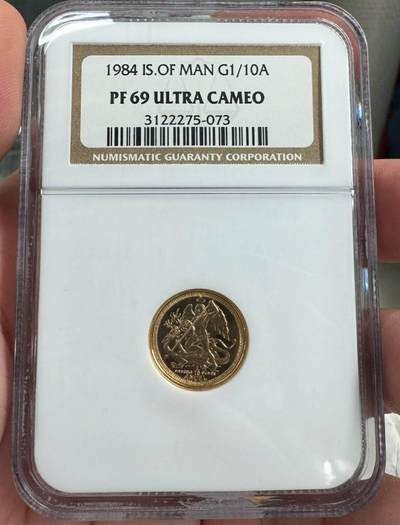 1984 IS.OF MAN G1/10A
PF 69 ULTRA CAMEO
3122275-073
NUMISMATIC GUARANTY CORPORATION